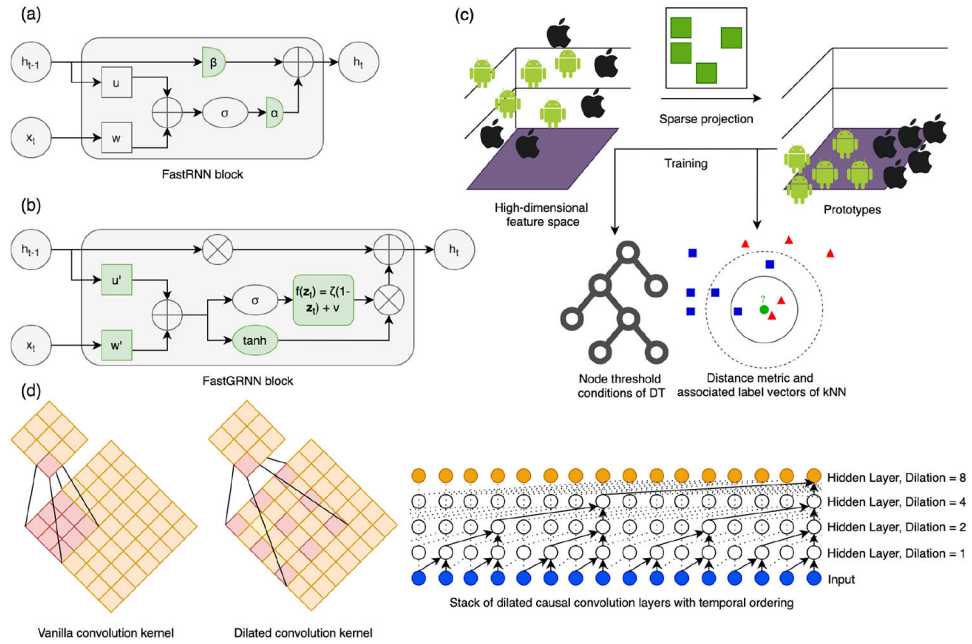 (a)
h_{t-1}
u
β
h_t
σ
α
x_t
w
FastRNN block
(b)
h_{t-1}
h_t
u'
σ
f(z_t) = ζ(1-
z_t) + ν
x_t
w'
tanh
FastGRNN block
(c)
Sparse projection
Training
High-dimensional
feature space
Prototypes
?
Node threshold
conditions of DT
Distance metric and
associated label vectors of kNN
(d)
Vanilla convolution kernel
Dilated convolution kernel
Hidden Layer, Dilation = 8
Hidden Layer, Dilation = 4
Hidden Layer, Dilation = 2
Hidden Layer, Dilation = 1
Input
Stack of dilated causal convolution layers with temporal ordering